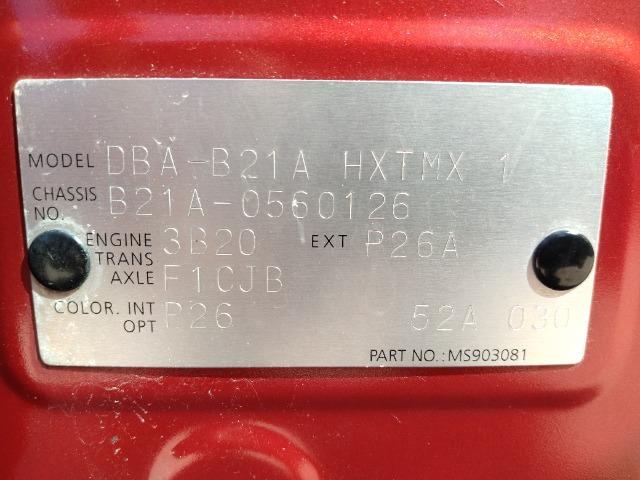 MODEL DBA-B21A HXTMX 1
CHASSIS NO. B21A-0560126
ENGINE 3B20 EXT P26A
TRANS AXLE F1CJB
COLOR. INT OPT P26 52A 030
PART NO.:MS903081